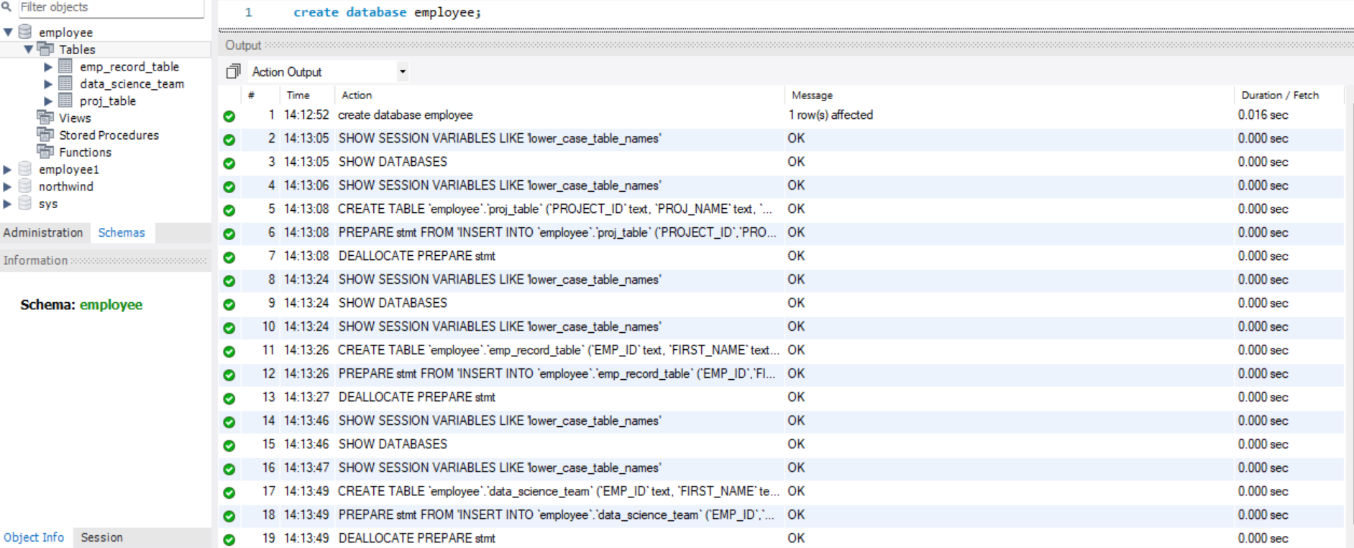 Filter objects
employee
Tables
emp_record_table
data_science_team
proj_table
Views
Stored Procedures
Functions
employee1
northwind
sys
Administration Schemas
Information
Schema: employee
Object Info Session
1 create database employee;
Output
Action Output
# Time Action Message Duration / Fetch
1 14:12:52 create database employee 1 row(s) affected 0.016 sec
2 14:13:05 SHOW SESSION VARIABLES LIKE 'lower_case_table_names' OK 0.000 sec
3 14:13:05 SHOW DATABASES OK 0.000 sec
4 14:13:06 SHOW SESSION VARIABLES LIKE 'lower_case_table_names' OK 0.000 sec
5 14:13:08 CREATE TABLE `employee`.`proj_table` (`PROJECT_ID` text, `PROJ_NAME` text, `... OK 0.000 sec
6 14:13:08 PREPARE stmt FROM 'INSERT INTO `employee`.`proj_table` (`PROJECT_ID`,`PRO... OK 0.000 sec
7 14:13:08 DEALLOCATE PREPARE stmt OK 0.000 sec
8 14:13:24 SHOW SESSION VARIABLES LIKE 'lower_case_table_names' OK 0.000 sec
9 14:13:24 SHOW DATABASES OK 0.000 sec
10 14:13:24 SHOW SESSION VARIABLES LIKE 'lower_case_table_names' OK 0.000 sec
11 14:13:26 CREATE TABLE `employee`.`emp_record_table` (`EMP_ID` text, `FIRST_NAME` text... OK 0.000 sec
12 14:13:26 PREPARE stmt FROM 'INSERT INTO `employee`.`emp_record_table` (`EMP_ID`,`FI... OK 0.000 sec
13 14:13:27 DEALLOCATE PREPARE stmt OK 0.000 sec
14 14:13:46 SHOW SESSION VARIABLES LIKE 'lower_case_table_names' OK 0.000 sec
15 14:13:46 SHOW DATABASES OK 0.000 sec
16 14:13:47 SHOW SESSION VARIABLES LIKE 'lower_case_table_names' OK 0.000 sec
17 14:13:49 CREATE TABLE `employee`.`data_science_team` (`EMP_ID` text, `FIRST_NAME` te... OK 0.000 sec
18 14:13:49 PREPARE stmt FROM 'INSERT INTO `employee`.`data_science_team` (`EMP_ID`,`... OK 0.000 sec
19 14:13:49 DEALLOCATE PREPARE stmt OK 0.000 sec